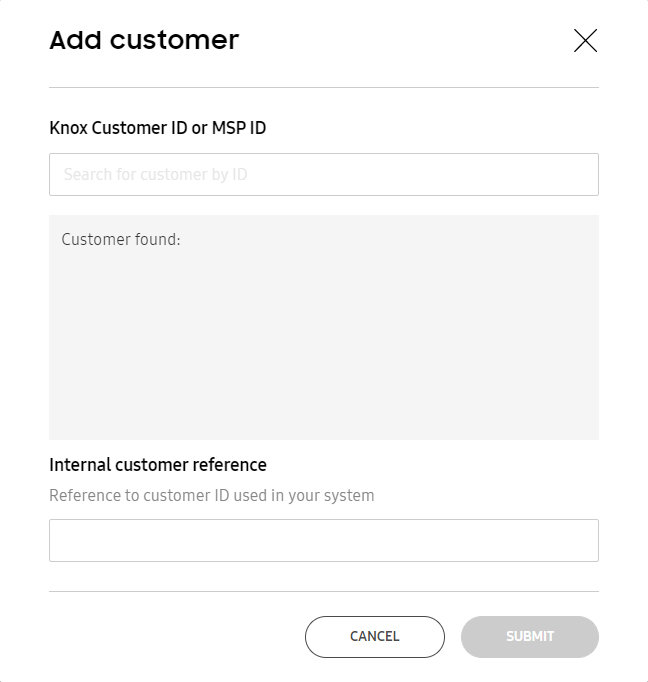 Add customer
Knox Customer ID or MSP ID
Search for customer by ID
Customer found:
Internal customer reference
Reference to customer ID used in your system
CANCEL
SUBMIT